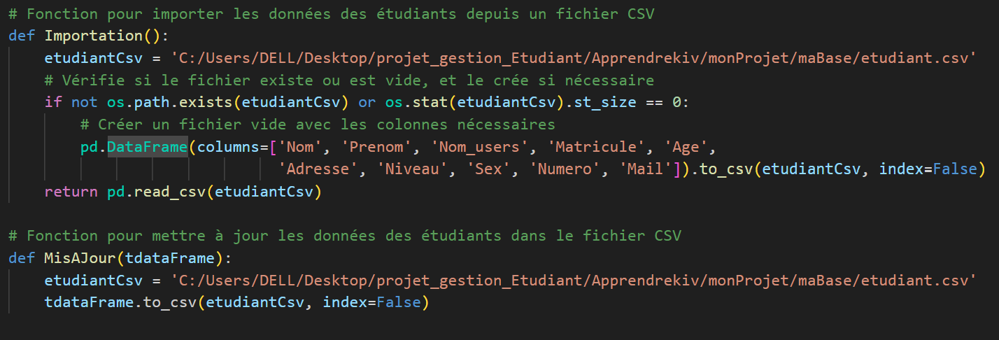 # Fonction pour importer les données des étudiants depuis un fichier CSV
def Importation():
    etudiantCsv = 'C:/Users/DELL/Desktop/projet_gestion_Etudiant/Apprendrekiv/monProjet/maBase/etudiant.csv'
    # Vérifie si le fichier existe ou est vide, et le crée si nécessaire
    if not os.path.exists(etudiantCsv) or os.stat(etudiantCsv).st_size == 0:
        # Créer un fichier vide avec les colonnes nécessaires
        pd.DataFrame(columns=['Nom', 'Prenom', 'Nom_users', 'Matricule', 'Age',
                              'Adresse', 'Niveau', 'Sex', 'Numero', 'Mail']).to_csv(etudiantCsv, index=False)
    return pd.read_csv(etudiantCsv)

# Fonction pour mettre à jour les données des étudiants dans le fichier CSV
def MisAJour(tdataFrame):
    etudiantCsv = 'C:/Users/DELL/Desktop/projet_gestion_Etudiant/Apprendrekiv/monProjet/maBase/etudiant.csv'
    tdataFrame.to_csv(etudiantCsv, index=False)